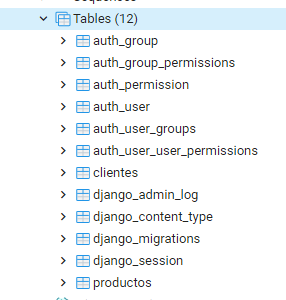 Tables (12)
auth_group
auth_group_permissions
auth_permission
auth_user
auth_user_groups
auth_user_user_permissions
clientes
django_admin_log
django_content_type
django_migrations
django_session
productos